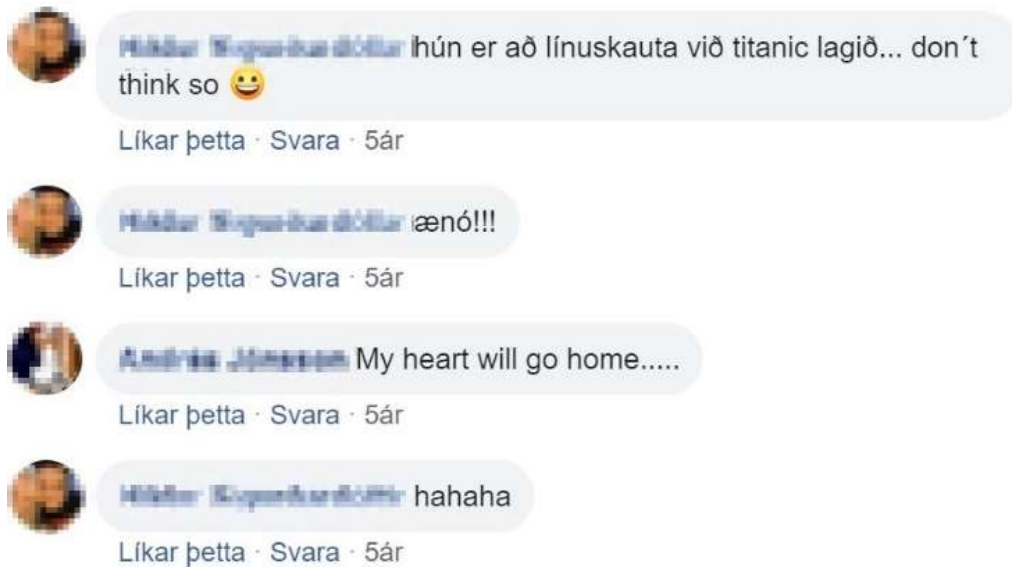 hún er að línuskauta við titanic lagið... don´t
think so 😀
Líkar þetta · Svara · 5ár
ænó!!!
Líkar þetta · Svara · 5ár
My heart will go home.....
Líkar þetta · Svara · 5ár
hahaha
Líkar þetta · Svara · 5ár